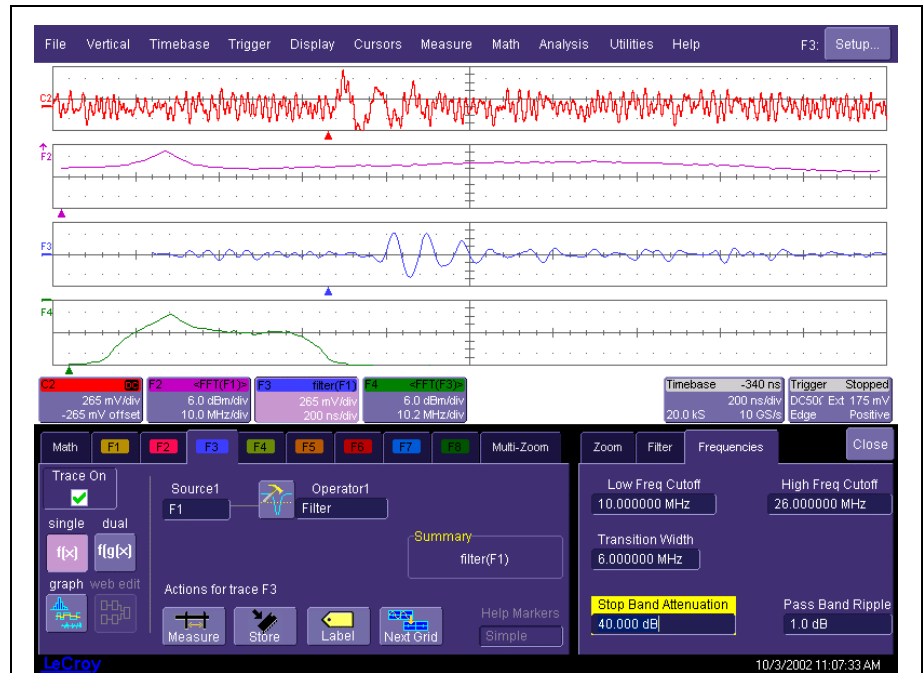 File Vertical Timebase Trigger Display Cursors Measure Math Analysis Utilities Help F3: Setup...
C2
F2
F3
F4
C2 DC F2 <FFT(F1)> F3 filter(F1) F4 <FFT(F3)> Timebase -340 ns Trigger Stopped
265 mV/div 6.0 dBm/div 265 mV/div 6.0 dBm/div 200 ns/div Ext 175 mV
-265 mV offset 10.0 MHz/div 200 ns/div 10.2 MHz/div 20.0 kS 10 GS/s Edge Positive
Math F1 F2 F3 F4 F5 F6 F7 F8 Multi-Zoom Zoom Filter Frequencies Close
Trace On Source1 Operator1 Low Freq Cutoff High Freq Cutoff
F1 Filter 10.000000 MHz 26.000000 MHz
single dual Summary Transition Width
f(x) f(g(x)) filter(F1) 6.000000 MHz
graph web edit Actions for trace F3 Help Markers Stop Band Attenuation Pass Band Ripple
Measure Store Label Next Grid Simple 40.000 dB 1.0 dB
LeCroy 10/3/2002 11:07:33 AM